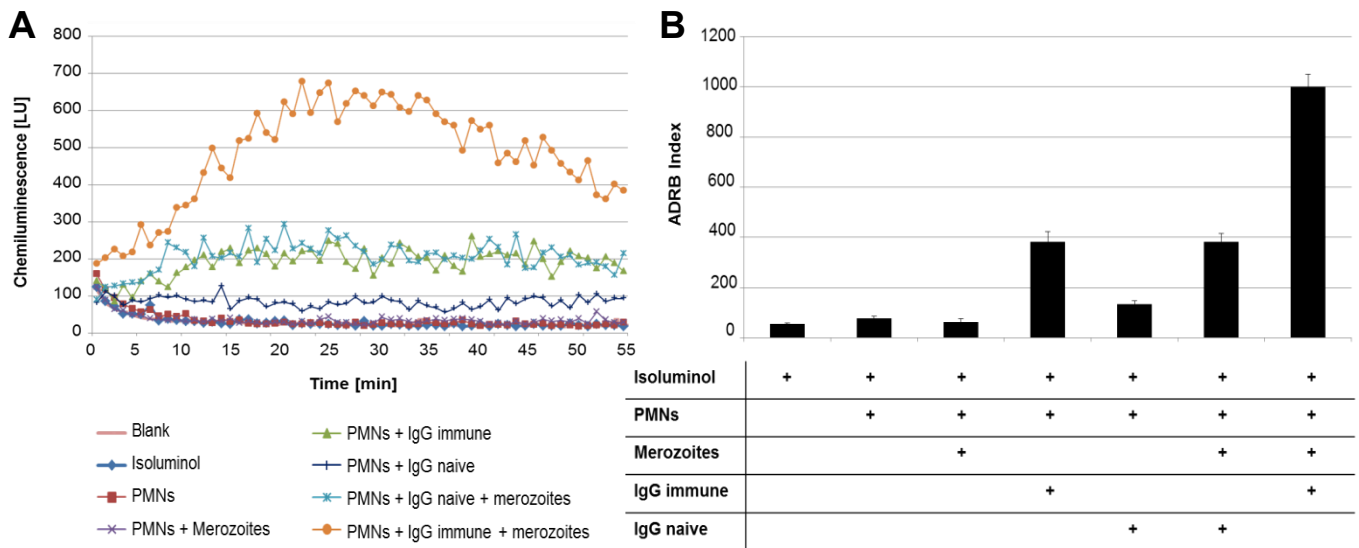 A
800
700
600
500
400
300
200
100
0
Chemiluminescence [LU]
0 5 10 15 20 25 30 35 40 45 50 55
Time [min]
Blank
Isoluminol
PMNs
PMNs + Merozoites
PMNs + IgG immune
PMNs + IgG naive
PMNs + IgG naive + merozoites
PMNs + IgG immune + merozoites
B
1200
1000
800
600
400
200
0
ADRB Index
Isoluminol + + + + + + +
PMNs + + + + + +
Merozoites + + +
IgG immune + +
IgG naive + +